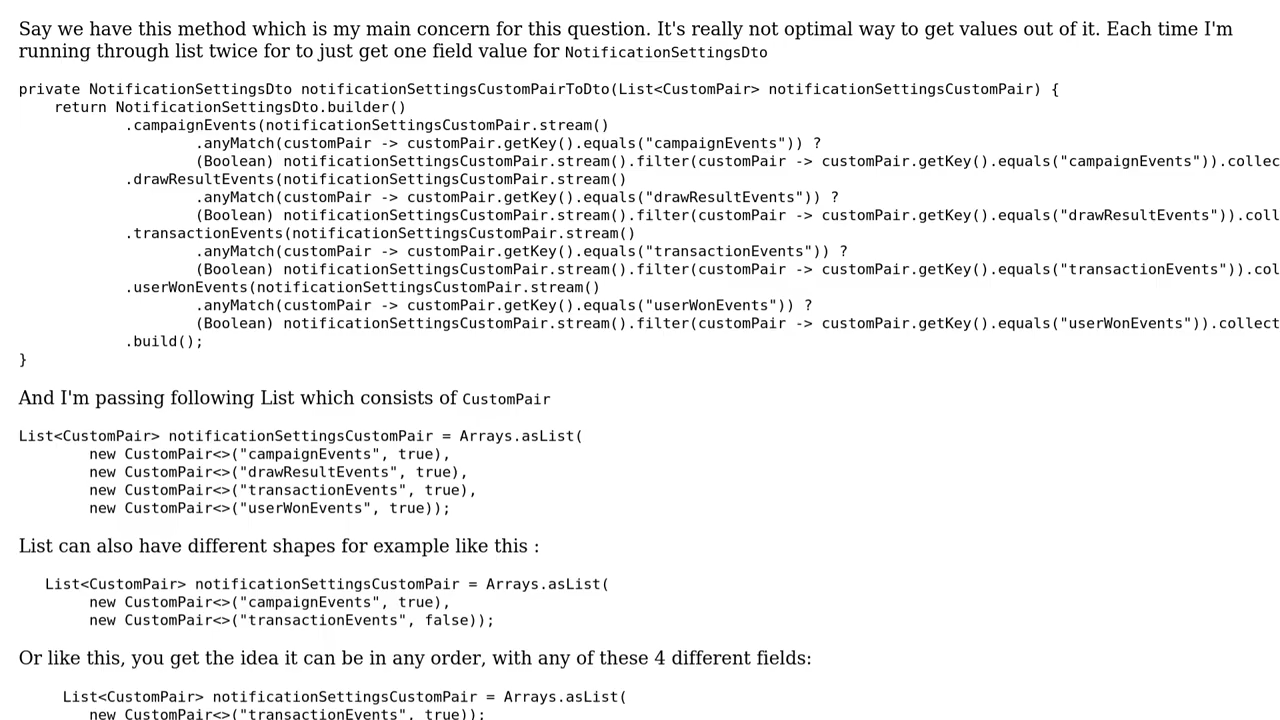 Say we have this method which is my main concern for this question. It's really not optimal way to get values out of it. Each time I'm
running through list twice for to just get one field value for NotificationSettingsDto
private NotificationSettingsDto notificationSettingsCustomPairToDto(List<CustomPair> notificationSettingsCustomPair) {
    return NotificationSettingsDto.builder()
            .campaignEvents(notificationSettingsCustomPair.stream()
                    .anyMatch(customPair -> customPair.getKey().equals("campaignEvents")) ?
                    (Boolean) notificationSettingsCustomPair.stream().filter(customPair -> customPair.getKey().equals("campaignEvents")).collec
            .drawResultEvents(notificationSettingsCustomPair.stream()
                    .anyMatch(customPair -> customPair.getKey().equals("drawResultEvents")) ?
                    (Boolean) notificationSettingsCustomPair.stream().filter(customPair -> customPair.getKey().equals("drawResultEvents")).coll
            .transactionEvents(notificationSettingsCustomPair.stream()
                    .anyMatch(customPair -> customPair.getKey().equals("transactionEvents")) ?
                    (Boolean) notificationSettingsCustomPair.stream().filter(customPair -> customPair.getKey().equals("transactionEvents")).col
            .userWonEvents(notificationSettingsCustomPair.stream()
                    .anyMatch(customPair -> customPair.getKey().equals("userWonEvents")) ?
                    (Boolean) notificationSettingsCustomPair.stream().filter(customPair -> customPair.getKey().equals("userWonEvents")).collect
            .build();
}
And I'm passing following List which consists of CustomPair
List<CustomPair> notificationSettingsCustomPair = Arrays.asList(
        new CustomPair<>("campaignEvents", true),
        new CustomPair<>("drawResultEvents", true),
        new CustomPair<>("transactionEvents", true),
        new CustomPair<>("userWonEvents", true));
List can also have different shapes for example like this :
   List<CustomPair> notificationSettingsCustomPair = Arrays.asList(
        new CustomPair<>("campaignEvents", true),
        new CustomPair<>("transactionEvents", false));
Or like this, you get the idea it can be in any order, with any of these 4 different fields:
     List<CustomPair> notificationSettingsCustomPair = Arrays.asList(
        new CustomPair<>("transactionEvents", true));